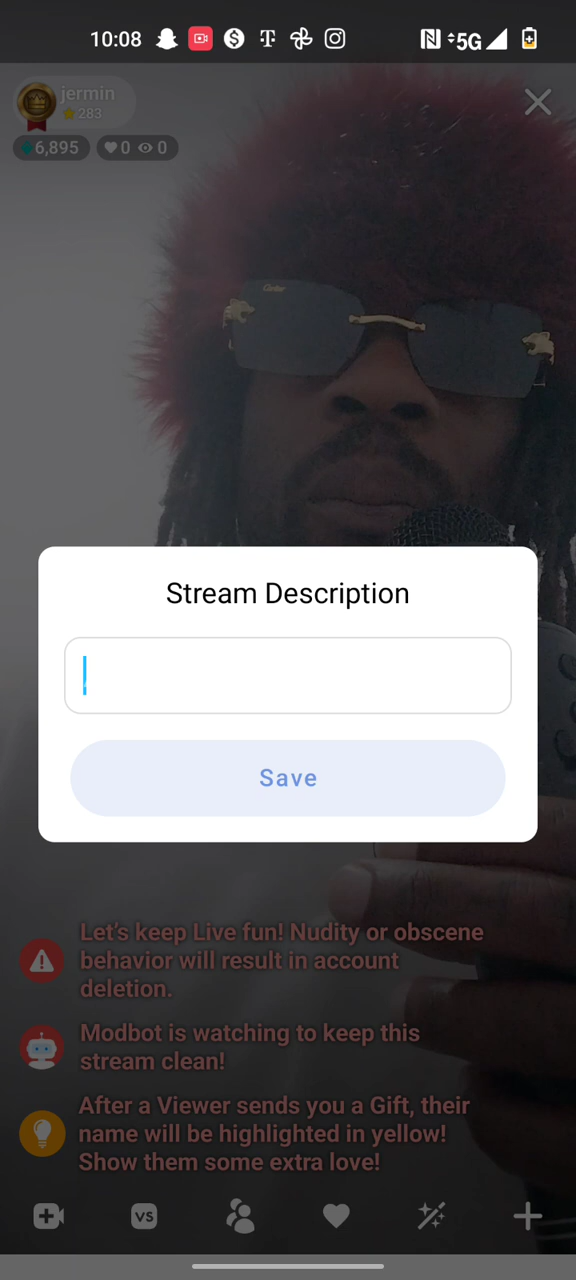 10:08
5G
jermin
283
6,895
0
0
Cartier
Stream Description
Save
Let's keep Live fun! Nudity or obscene
behavior will result in account
deletion.
Modbot is watching to keep this
stream clean!
After a Viewer sends you a Gift, their
name will be highlighted in yellow!
Show them some extra love!
VS